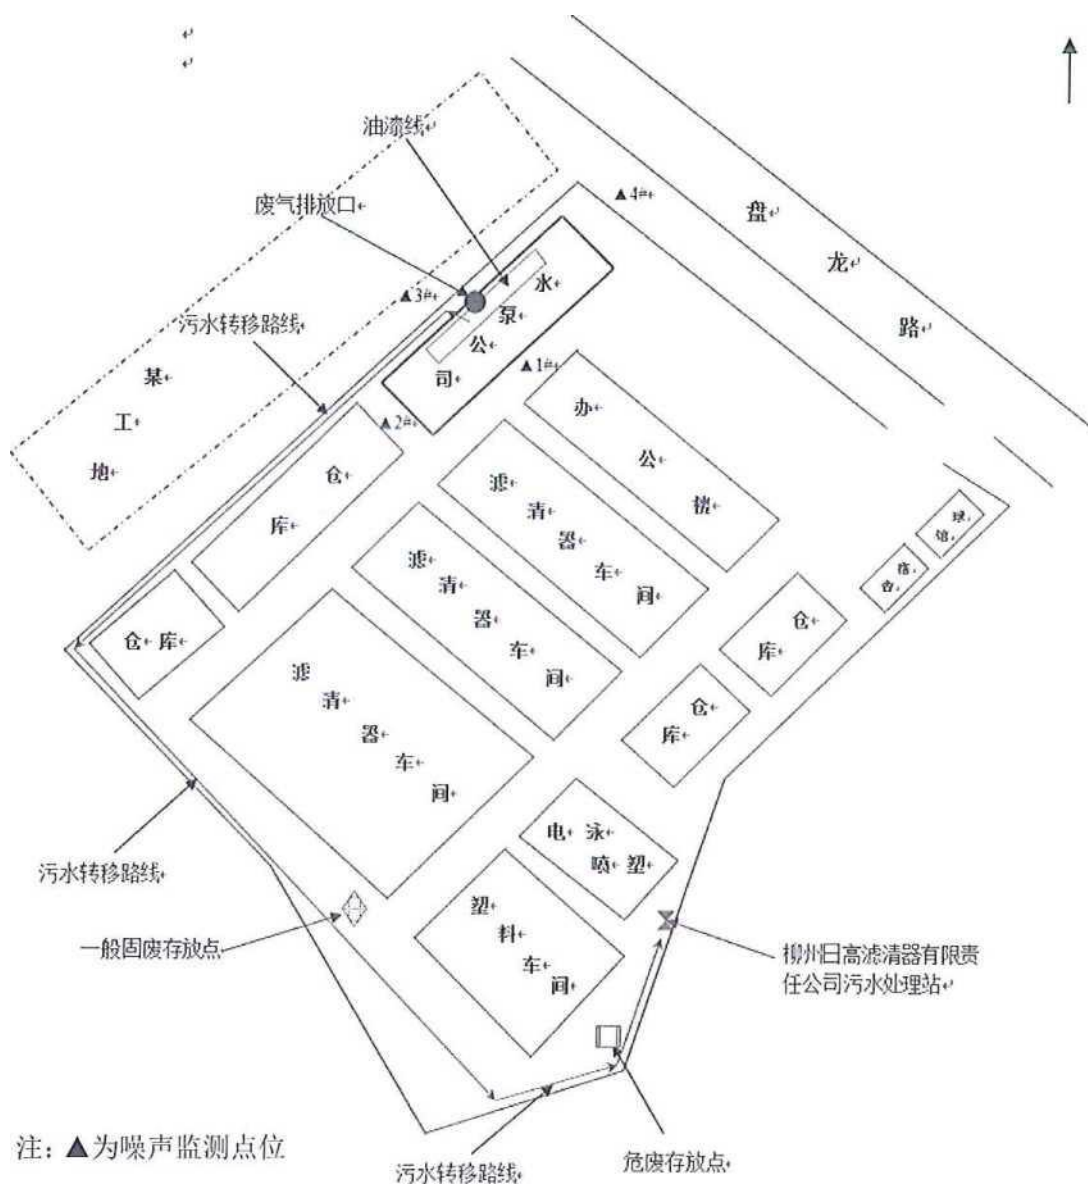 油漆线
▲4#
盘龙路
废气排放口
▲3#
水泵公司
污水转移路线
▲1#
某工地
▲2#
办公楼
仓库
滤清器车间
滤清器车间
仓库
仓库
滤清器车间
仓库
电泳
喷塑
污水转移路线
塑料车间
一般固废存放点
柳州日高滤清器有限责
任公司污水处理站
注:▲为噪声监测点位
污水转移路线
危废存放点